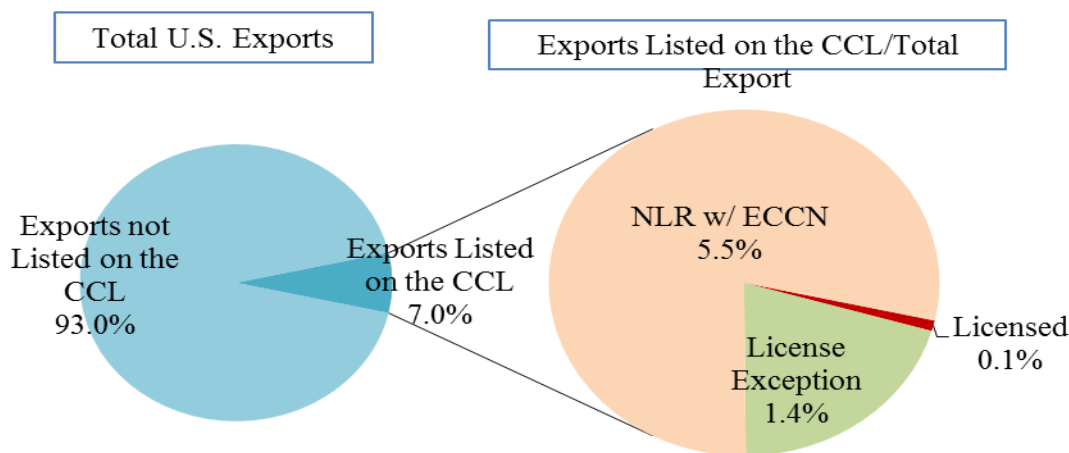 Total U.S. Exports
Exports Listed on the CCL/Total
Export
Exports not
Listed on the
CCL
93.0%
Exports Listed
on the CCL
7.0%
NLR w/ ECCN
5.5%
Licensed
0.1%
License
Exception
1.4%